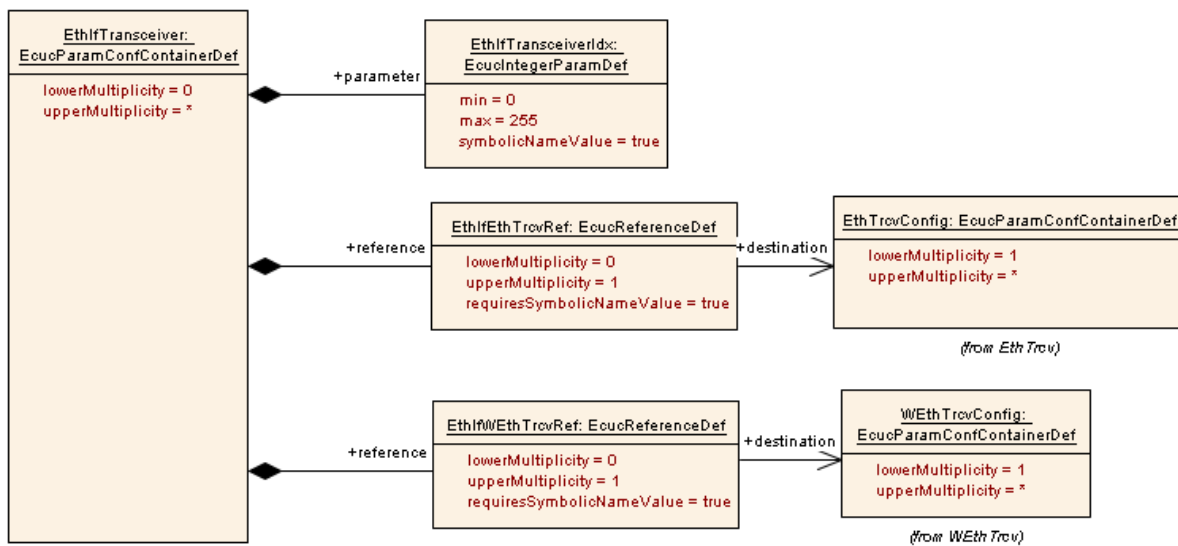 EthIfTransceiver:
EcucParamConfContainerDef
lowerMultiplicity = 0
upperMultiplicity = *
+parameter
EthIfTransceiverIdx:
EcucIntegerParamDef
min = 0
max = 255
symbolicNameValue = true
+reference
EthIfEthTrcvRef: EcucReferenceDef
lowerMultiplicity = 0
upperMultiplicity = 1
requiresSymbolicNameValue = true
+destination
EthTrcvConfig: EcucParamConfContainerDef
lowerMultiplicity = 1
upperMultiplicity = *
(from EthTrcv)
+reference
EthIfWEthTrcvRef: EcucReferenceDef
lowerMultiplicity = 0
upperMultiplicity = 1
requiresSymbolicNameValue = true
+destination
WEthTrcvConfig:
EcucParamConfContainerDef
lowerMultiplicity = 1
upperMultiplicity = *
(from WEthTrcv)